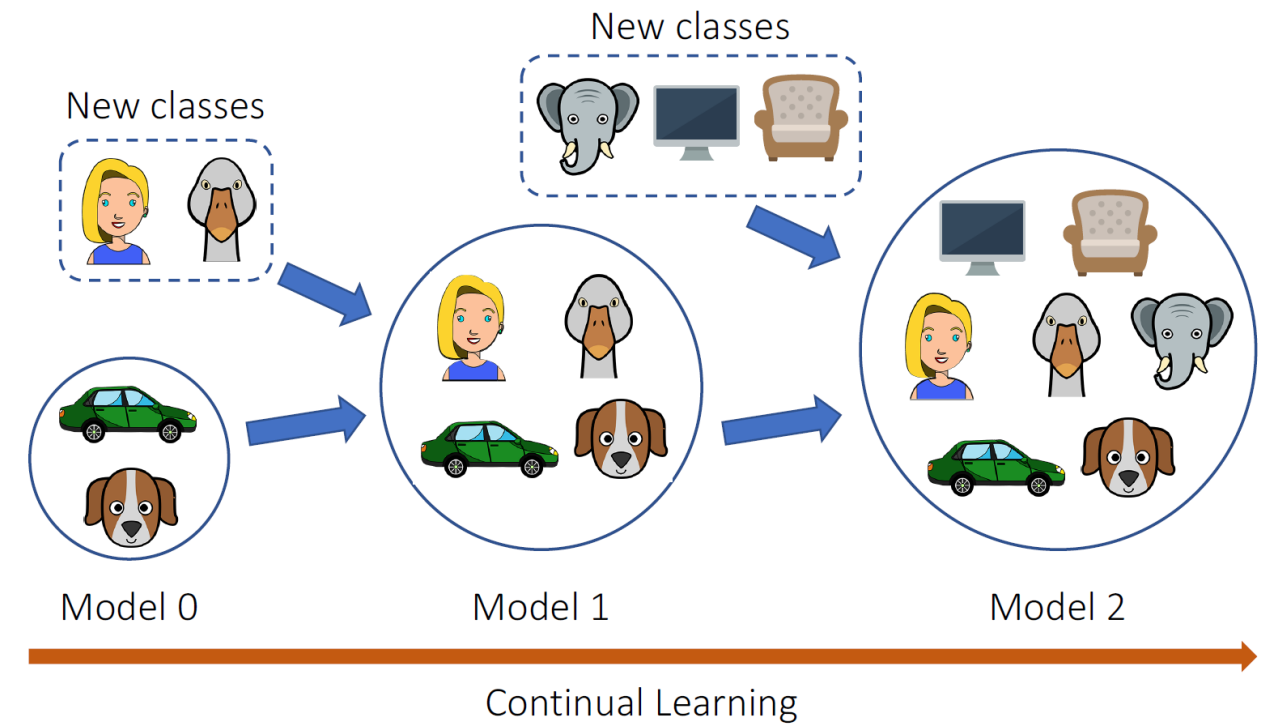 New classes
New classes
Model 0
Model 1
Model 2
Continual Learning